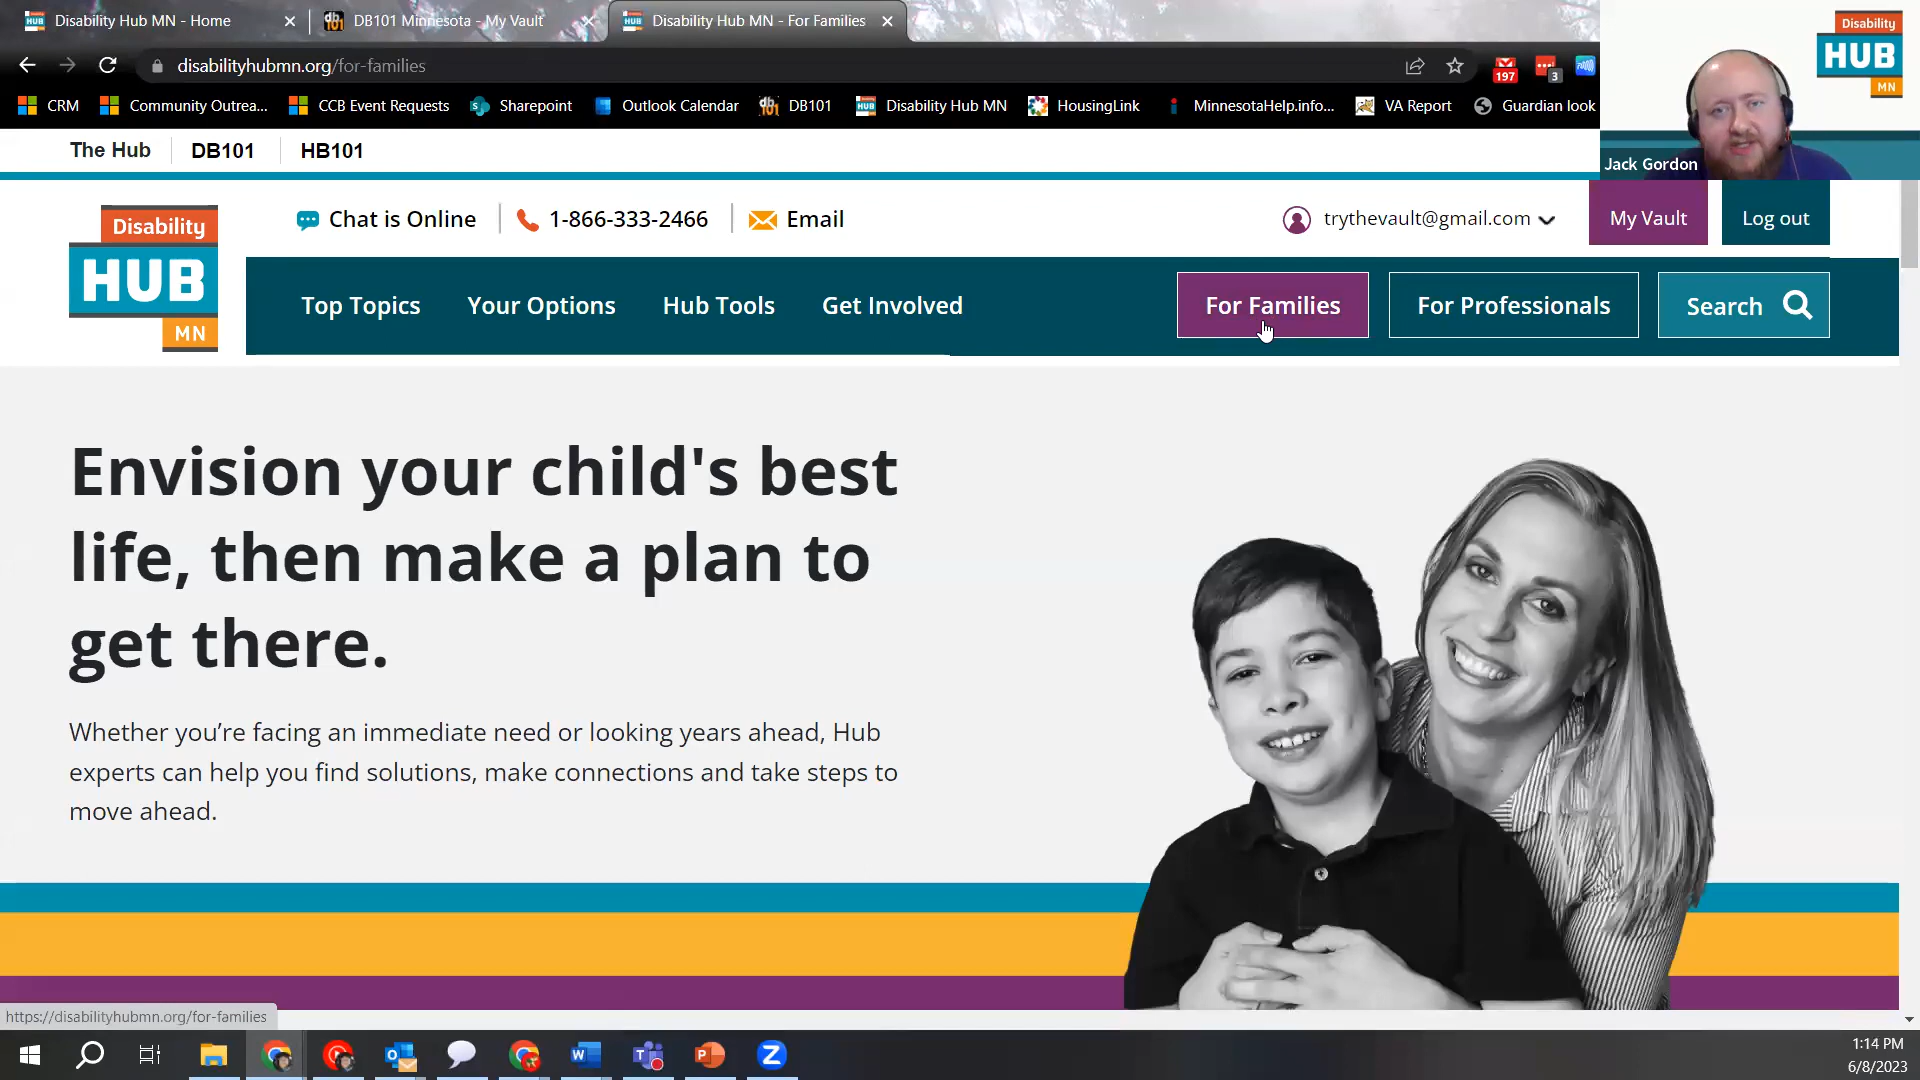 Disability Hub MN - Home
DB101 Minnesota - My Vault
Disability Hub MN - For Families
disabilityhubmn.org/for-families
197
3
CRM
Community Outrea...
CCB Event Requests
Sharepoint
Outlook Calendar
DB101
Disability Hub MN
HousingLink
MinnesotaHelp.info...
VA Report
Guardian look
Disability
HUB
MN
Jack Gordon
The Hub
DB101
HB101
Chat is Online
1-866-333-2466
Email
trythevault@gmail.com
My Vault
Log out
Disability
HUB
MN
Top Topics
Your Options
Hub Tools
Get Involved
For Families
For Professionals
Search
Envision your child's best
life, then make a plan to
get there.
Whether you’re facing an immediate need or looking years ahead, Hub
experts can help you find solutions, make connections and take steps to
move ahead.
https://disabilityhubmn.org/for-families
1:14 PM
6/8/2023